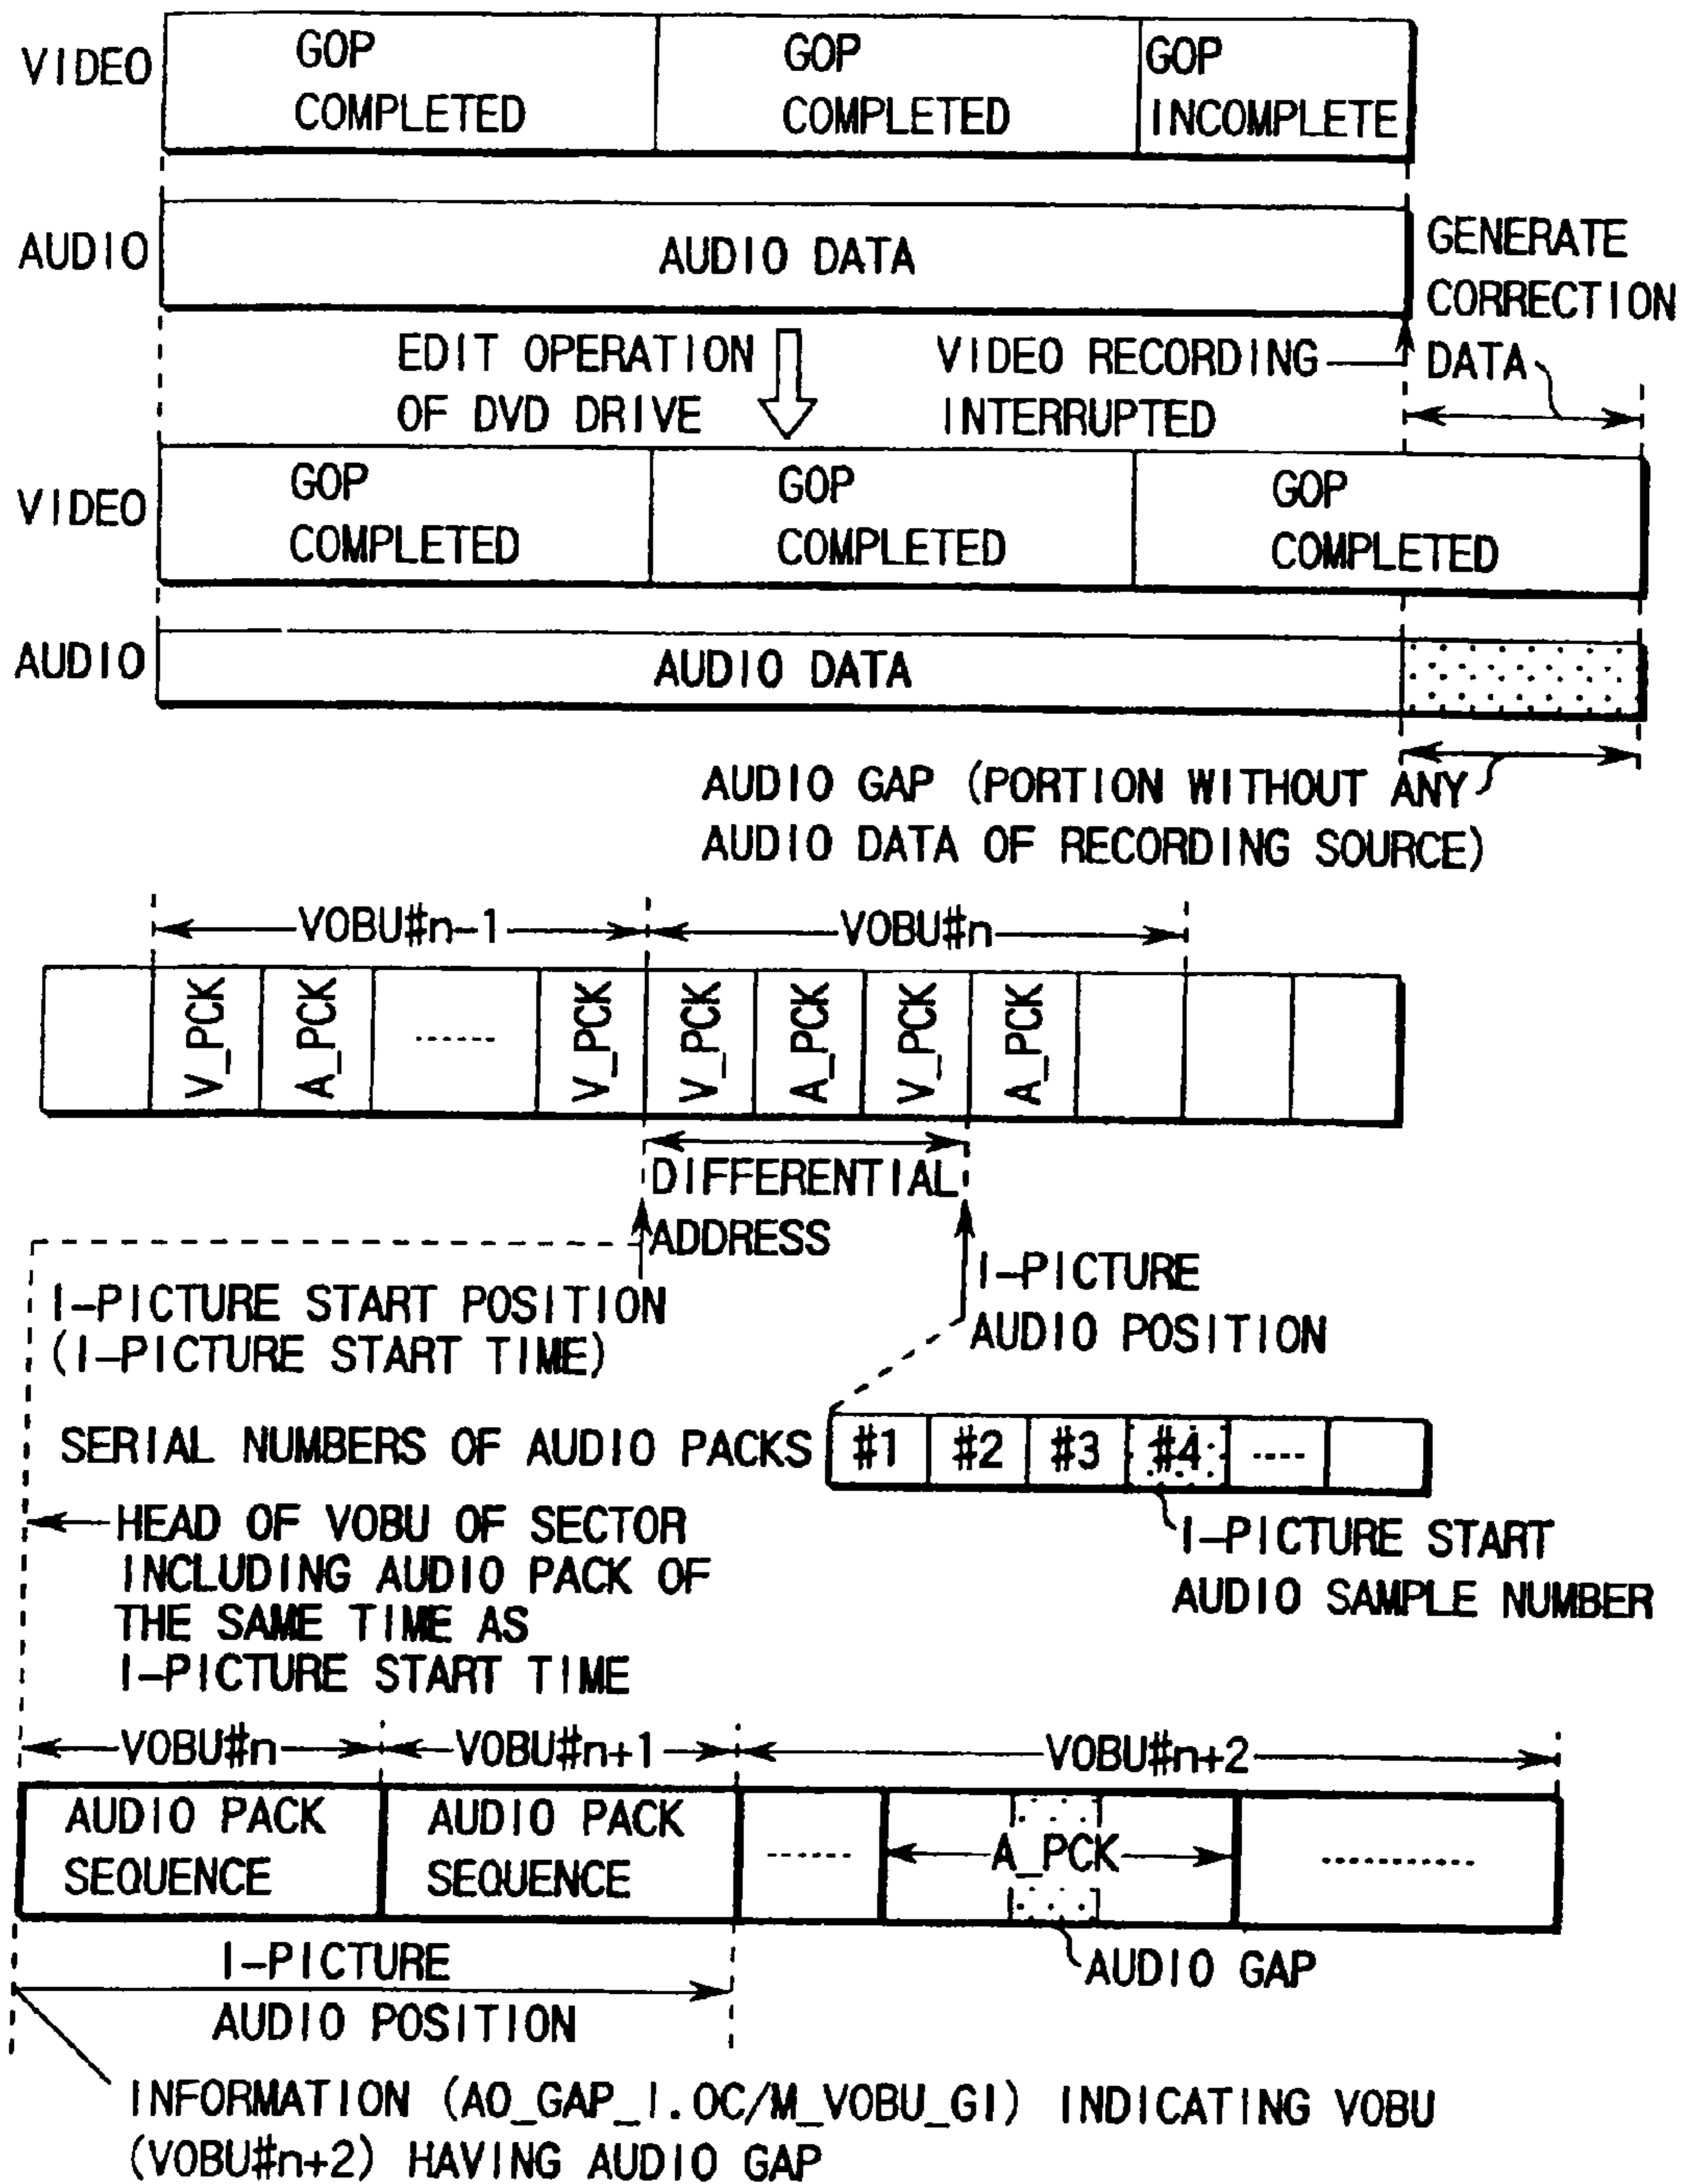 VIDEO
GOP
COMPLETED
GOP
COMPLETED
GOP
INCOMPLETE
AUDIO
AUDIO DATA
GENERATE
CORRECTION
DATA
EDIT OPERATION
OF DVD DRIVE
VIDEO RECORDING
INTERRUPTED
VIDEO
GOP
COMPLETED
GOP
COMPLETED
GOP
COMPLETED
AUDIO
AUDIO DATA
AUDIO GAP (PORTION WITHOUT ANY
AUDIO DATA OF RECORDING SOURCE)
VOBU#n-1
VOBU#n
V_PCK
A_PCK
V_PCK
V_PCK
A_PCK
V_PCK
A_PCK
DIFFERENTIAL
ADDRESS
I-PICTURE START POSITION
(I-PICTURE START TIME)
I-PICTURE
AUDIO POSITION
SERIAL NUMBERS OF AUDIO PACKS
#1
#2
#3
#4
I-PICTURE START
AUDIO SAMPLE NUMBER
HEAD OF VOBU OF SECTOR
INCLUDING AUDIO PACK OF
THE SAME TIME AS
I-PICTURE START TIME
VOBU#n
VOBU#n+1
VOBU#n+2
AUDIO PACK
SEQUENCE
AUDIO PACK
SEQUENCE
A_PCK
AUDIO GAP
I-PICTURE
AUDIO POSITION
INFORMATION (A0_GAP_I.OC/M_VOBU_GI) INDICATING VOBU
(VOBU#n+2) HAVING AUDIO GAP